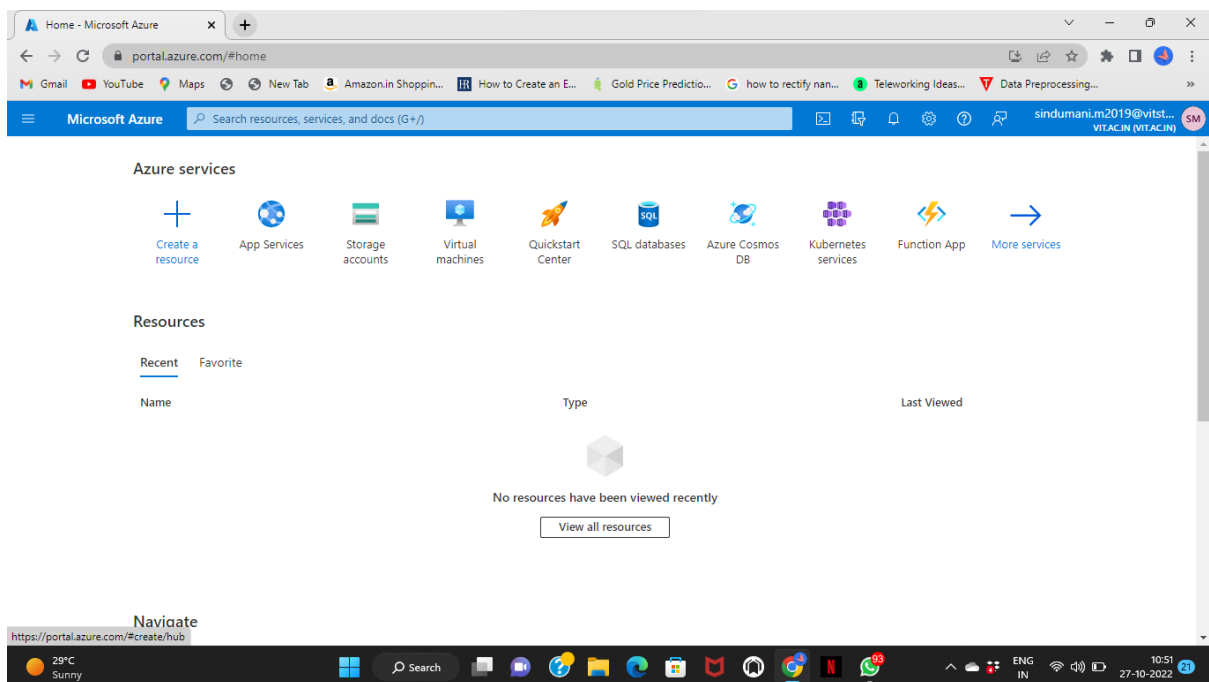 Home - Microsoft Azure
portal.azure.com/#home
Gmail YouTube Maps New Tab Amazon.in Shoppin... How to Create an E... Gold Price Predictio... how to rectify nan... Teleworking Ideas... Data Preprocessing... »
Microsoft Azure Search resources, services, and docs (G+/) sindumani.m2019@vitst... SM
VIT.AC.IN (VIT.AC.IN)
Azure services
Create a resource
App Services
Storage accounts
Virtual machines
Quickstart Center
SQL
SQL databases
Azure Cosmos DB
Kubernetes services
Function App
More services
Resources
Recent Favorite
Name Type Last Viewed
No resources have been viewed recently
View all resources
Navigate
https://portal.azure.com/#create/hub
29°C
Sunny
Search
93
ENG
IN
10:51
27-10-2022
21